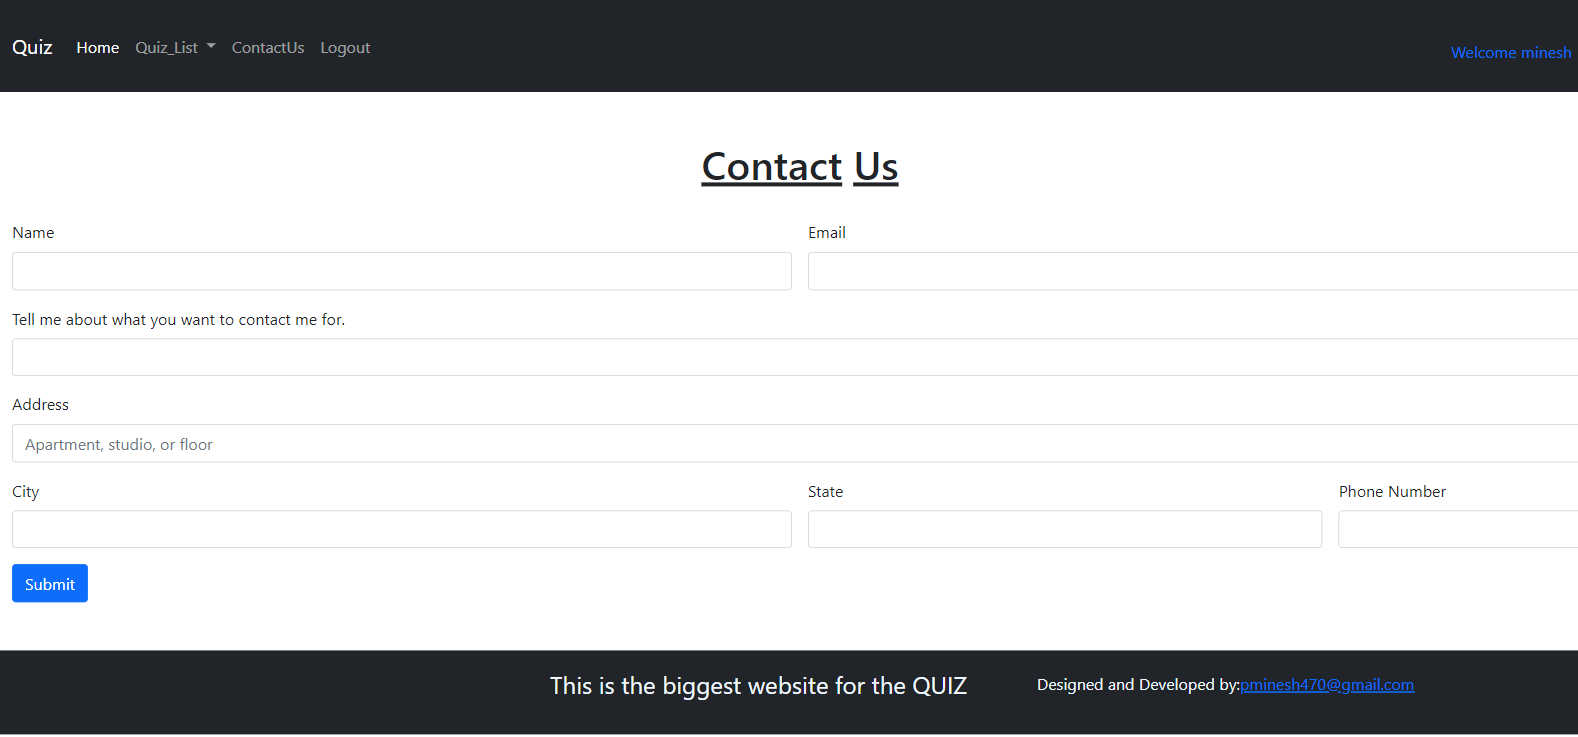 Quiz Home Quiz_List ContactUs Logout Welcome minesh
Contact Us
Name Email
Tell me about what you want to contact me for.
Address
Apartment, studio, or floor
City State Phone Number
Submit
This is the biggest website for the QUIZ Designed and Developed by:pminesh470@gmail.com